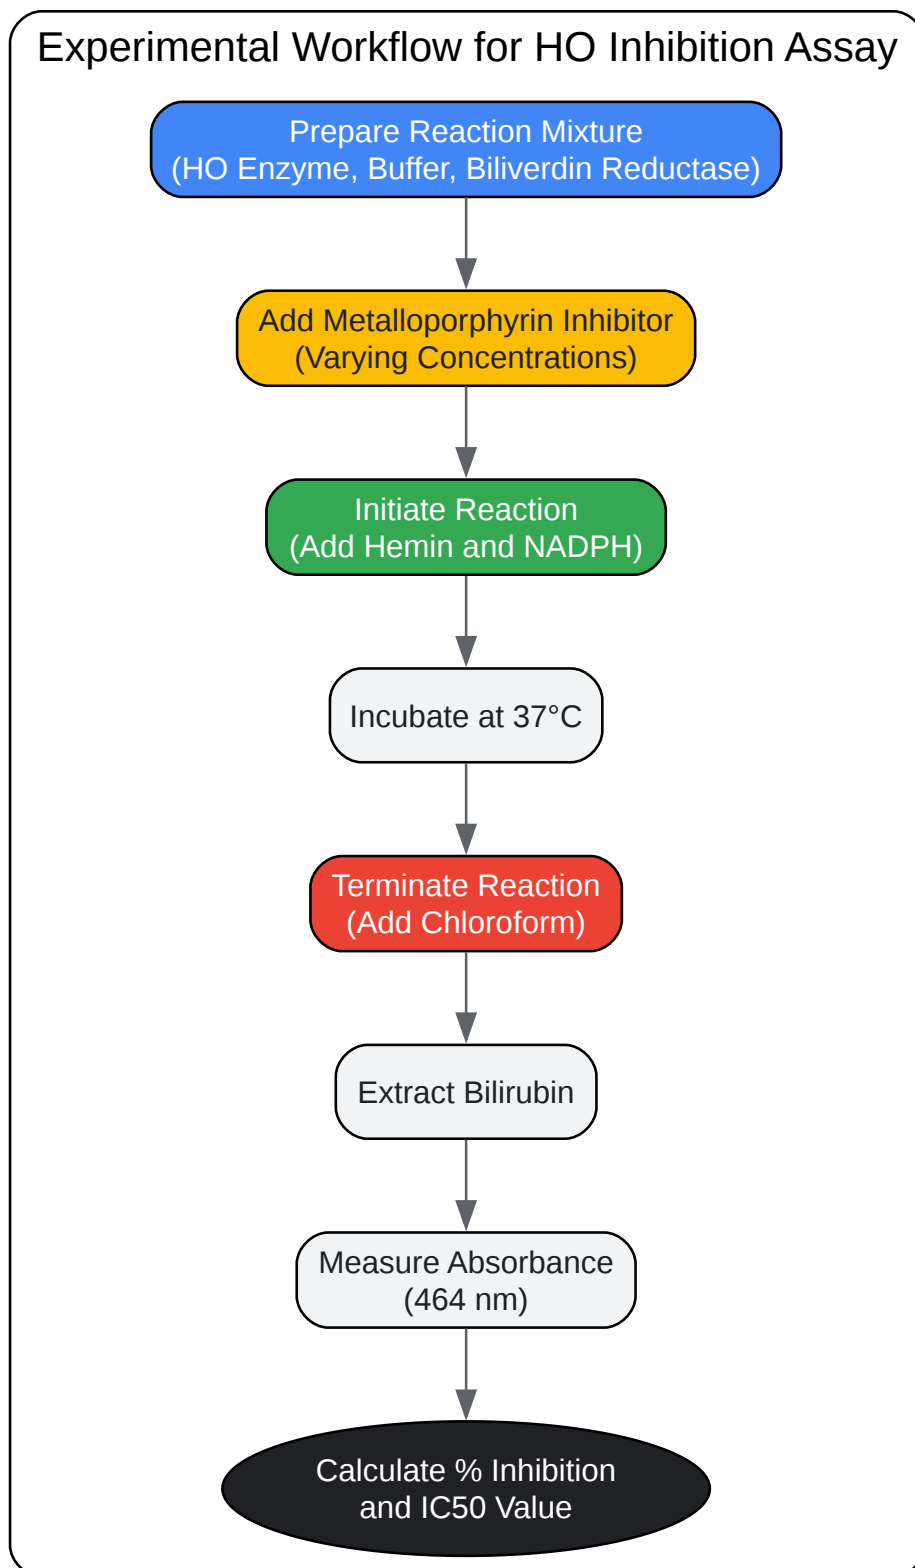 Experimental Workflow for HO Inhibition Assay
Prepare Reaction Mixture
(HO Enzyme, Buffer, Biliverdin Reductase)
Add Metalloporphyrin Inhibitor
(Varying Concentrations)
Initiate Reaction
(Add Hemin and NADPH)
Incubate at 37°C
Terminate Reaction
(Add Chloroform)
Extract Bilirubin
Measure Absorbance
(464 nm)
Calculate % Inhibition
and IC50 Value